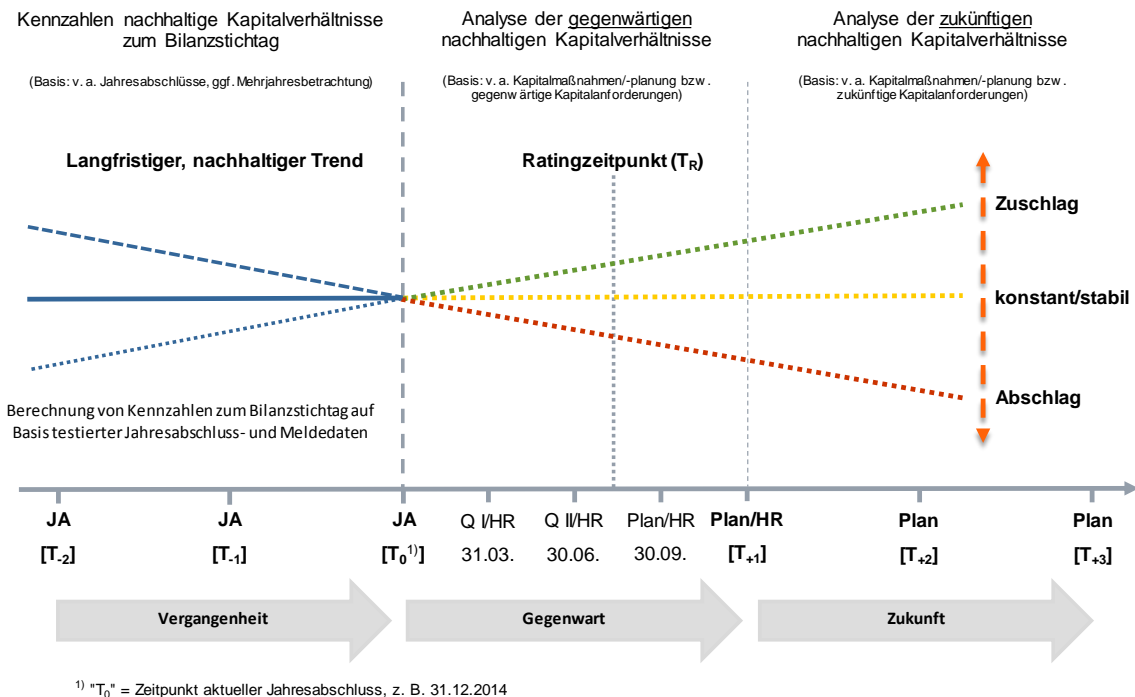 Kennzahlen nachhaltige Kapitalverhältnisse
zum Bilanzstichtag
(Basis: v. a. Jahresabschlüsse, ggf. Mehrjahresbetrachtung)
Analyse der gegenwärtigen
nachhaltigen Kapitalverhältnisse
(Basis: v. a. Kapitalmaßnahmen/-planung bzw.
gegenwärtige Kapitalanforderungen)
Analyse der zukünftigen
nachhaltigen Kapitalverhältnisse
(Basis: v. a. Kapitalmaßnahmen/-planung bzw.
zukünftige Kapitalanforderungen)
Langfristiger, nachhaltiger Trend
Ratingzeitpunkt (T_R)
Zuschlag
konstant/stabil
Abschlag
Berechnung von Kennzahlen zum Bilanzstichtag auf
Basis testierter Jahresabschluss- und Meldedaten
JA JA JA Q I/HR Q II/HR Plan/HR Plan/HR Plan Plan
[T-2] [T-1] [T0 1)] 31.03. 30.06. 30.09. [T+1] [T+2] [T+3]
Vergangenheit Gegenwart Zukunft
1) "T0" = Zeitpunkt aktueller Jahresabschluss, z. B. 31.12.2014